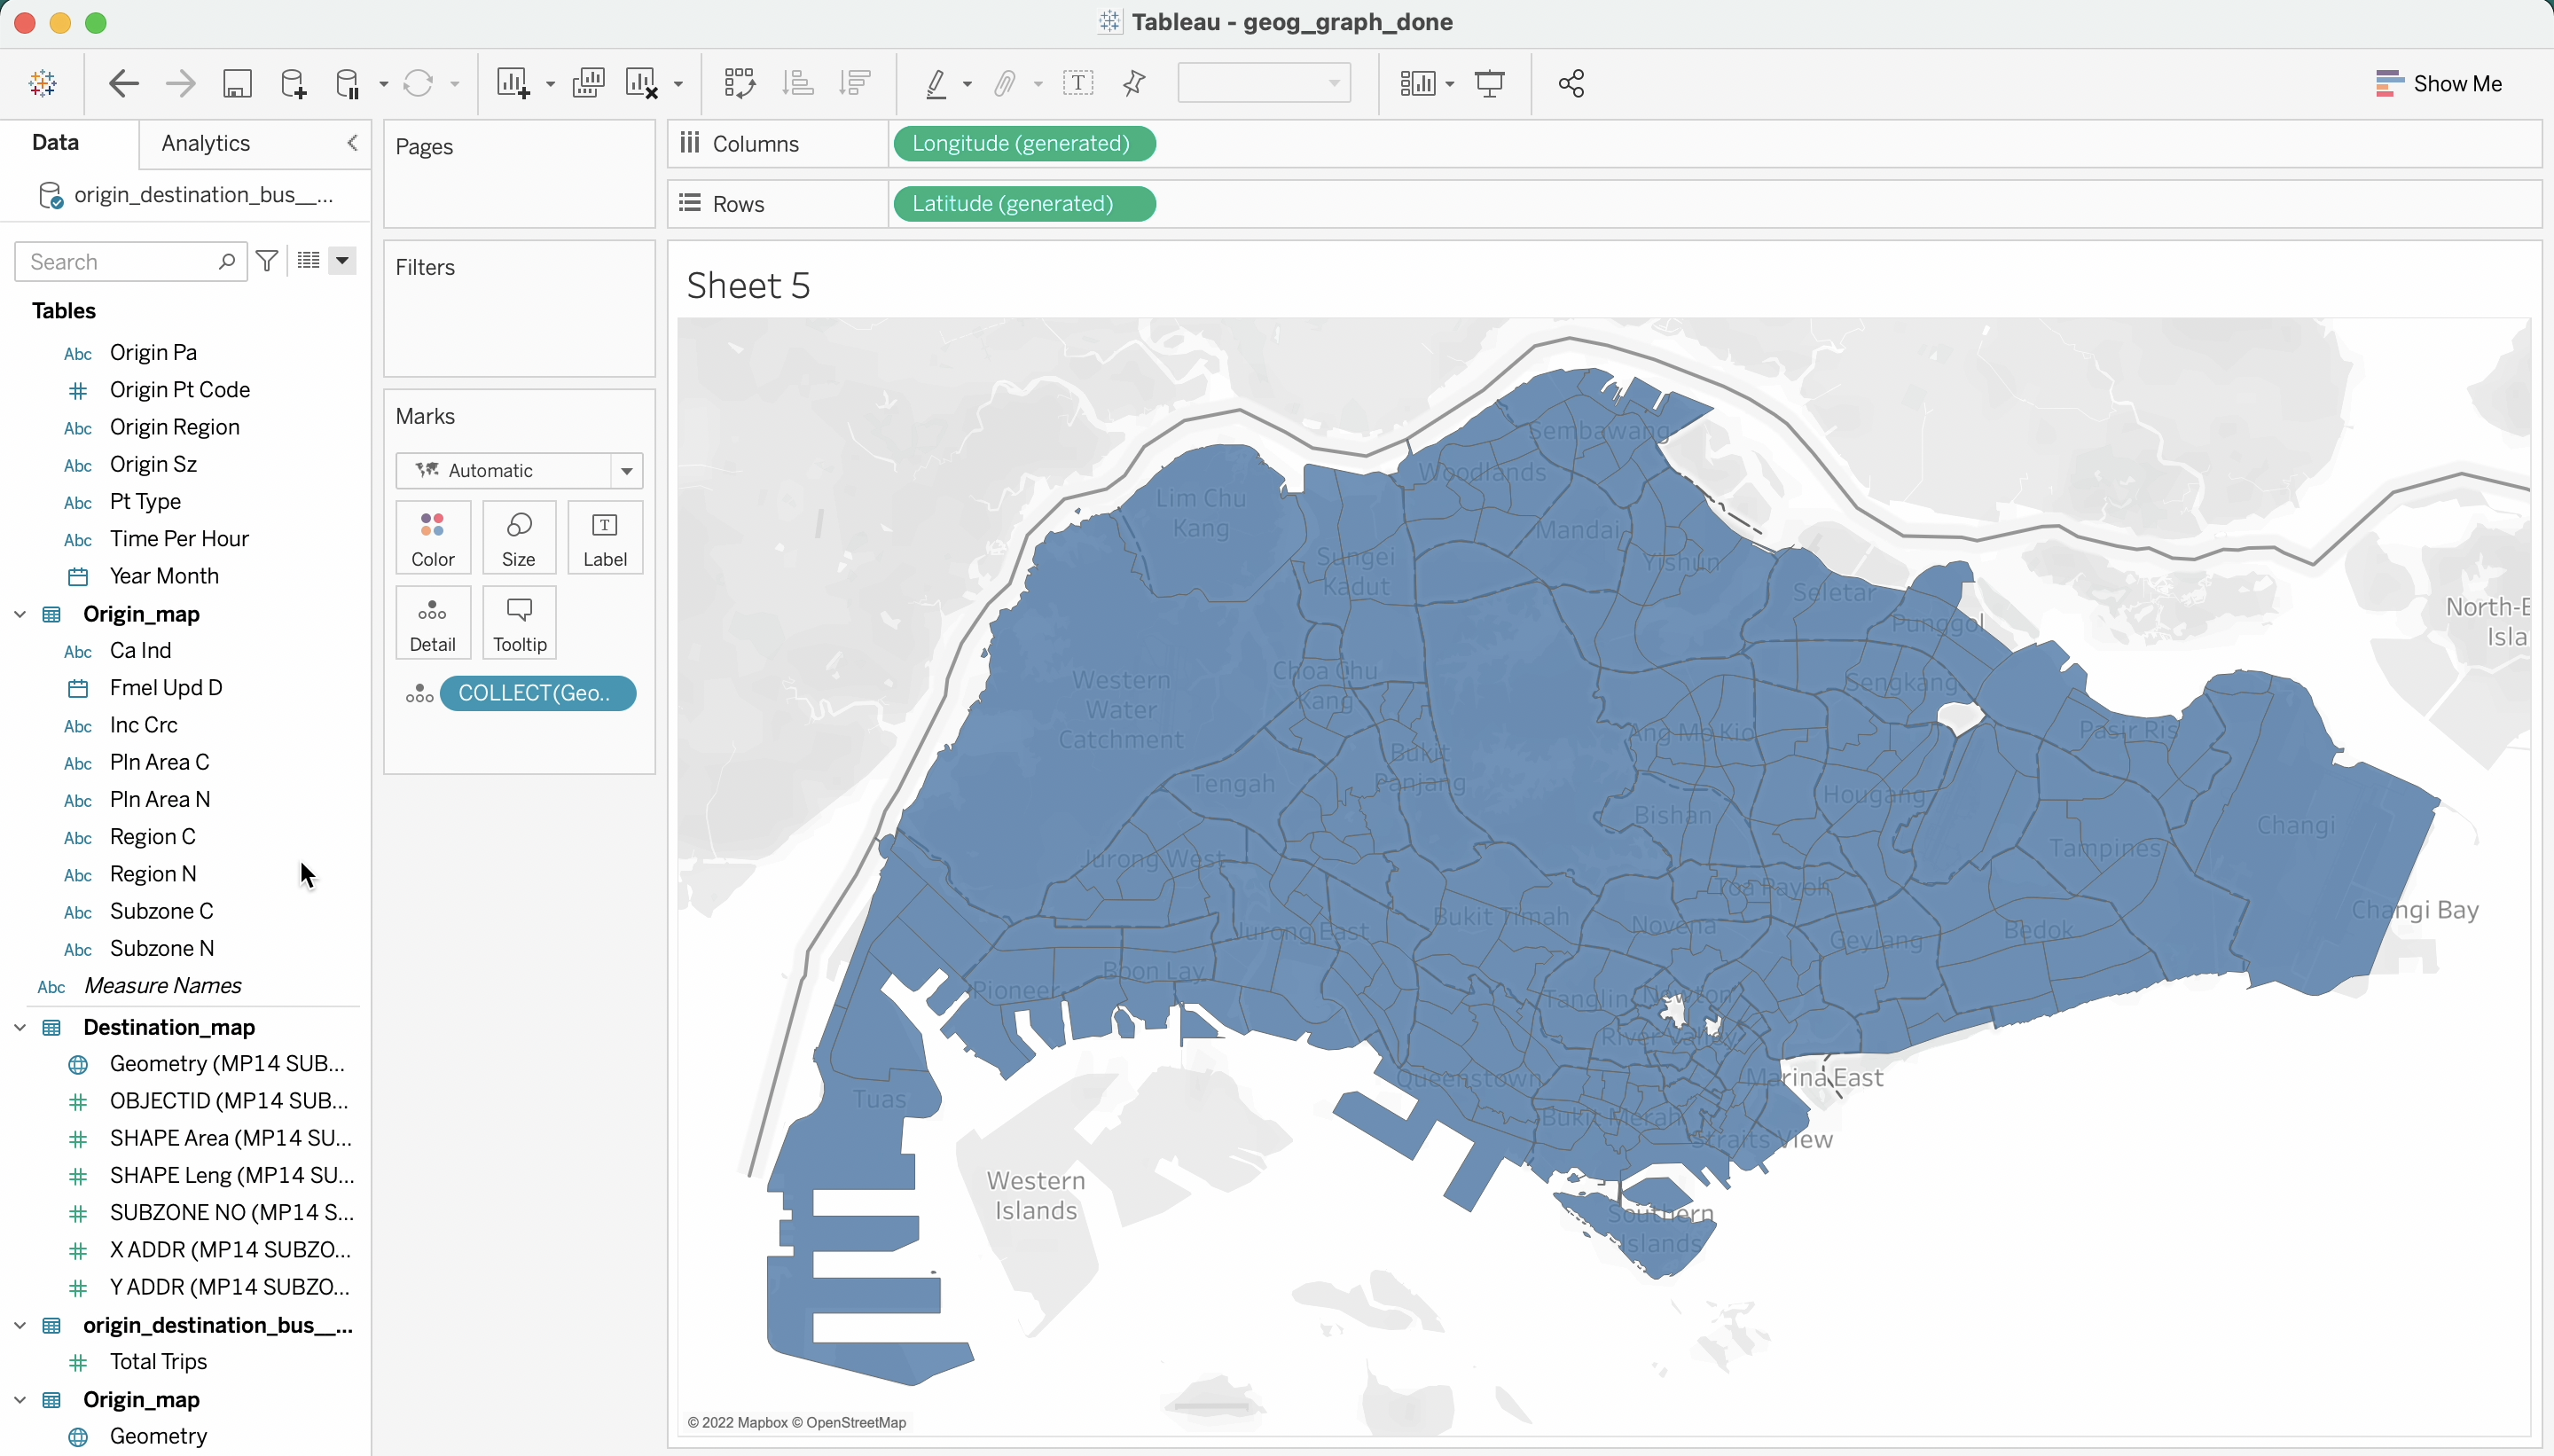 Tableau - geog_graph_done
Show Me
Data
Analytics
origin_destination_bus__...
Search
Tables
Abc Origin Pa
Origin Pt Code
Abc Origin Region
Abc Origin Sz
Abc Pt Type
Abc Time Per Hour
Year Month
Origin_map
Abc Ca Ind
Fmel Upd D
Abc Inc Crc
Abc Pln Area C
Abc Pln Area N
Abc Region C
Abc Region N
Abc Subzone C
Abc Subzone N
Abc Measure Names
Destination_map
Geometry (MP14 SUB...
OBJECTID (MP14 SUB...
SHAPE Area (MP14 SU...
SHAPE Leng (MP14 SU...
SUBZONE NO (MP14 S...
X ADDR (MP14 SUBZO...
Y ADDR (MP14 SUBZO...
origin_destination_bus__...
Total Trips
Origin_map
Geometry
Pages
Filters
Marks
Automatic
Color
Size
T
Label
Detail
Tooltip
COLLECT(Geo..
Columns
Longitude (generated)
Rows
Latitude (generated)
Sheet 5
Sembawang
Woodlands
Lim Chu
Kang
Mandai
Sungei
Kadut
Yishun
Seletar
Punggol
North-E
Isla
Western
Water
Catchment
Choa Chu
Kang
Sengkang
Ang Mo Kio
Pasir Ris
Bukit
Panjang
Tengah
Hougang
Bishan
Changi
Tampines
Jurong West
Toa Payoh
Changi Bay
Bukit Timah
Novena
Jurong East
Geylang
Bedok
Boon Lay
Pioneer
Tanglin
Newton
River Valley
Queenstown
Marina East
Tuas
Bukit Merah
Straits View
Western
Islands
Southern
Islands
© 2022 Mapbox © OpenStreetMap